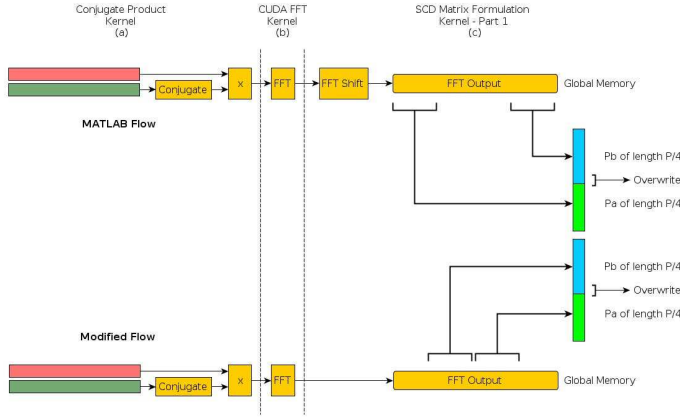 Conjugate Product
Kernel
(a)
CUDA FFT
Kernel
(b)
SCD Matrix Formulation
Kernel - Part 1
(c)
Conjugate
x
FFT
FFT Shift
FFT Output
Global Memory
MATLAB Flow
Pb of length P/4
Overwrite
Pa of length P/4
Pb of length P/4
Overwrite
Pa of length P/4
Modified Flow
Conjugate
x
FFT
FFT Output
Global Memory